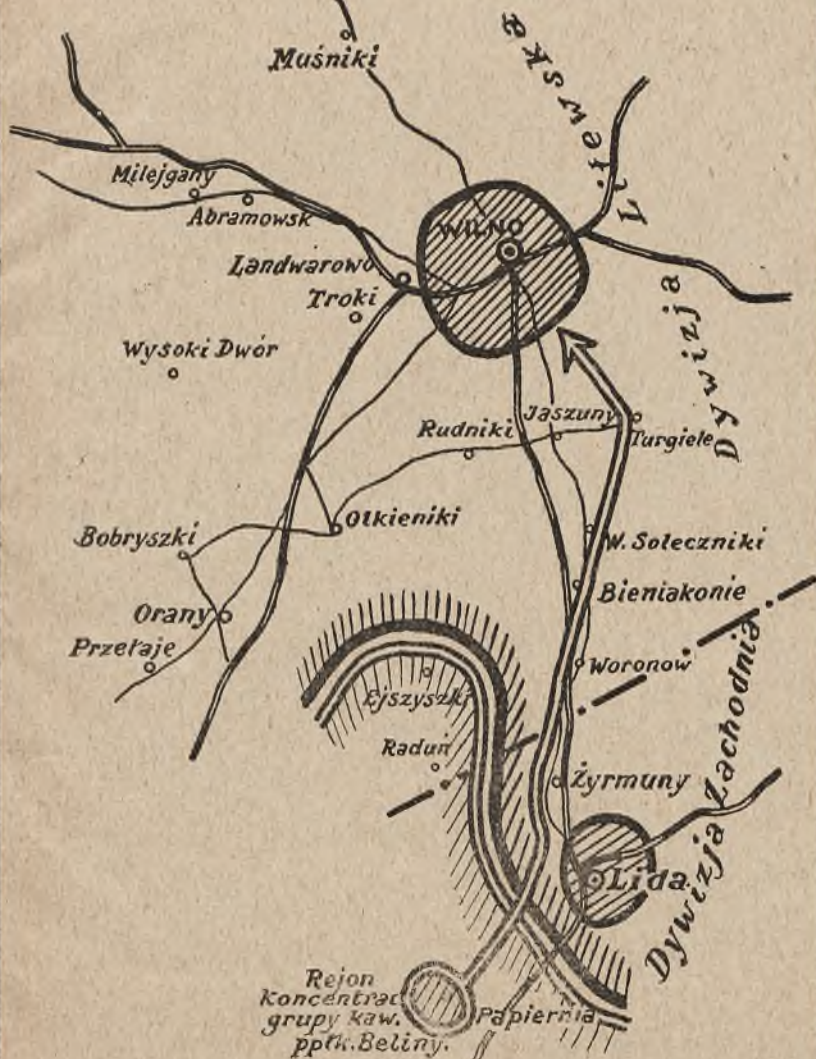 Muśniki
Dywizja Litewska
Milejgany
Abramowsk
WILNO
Landwarowo
Troki
Wysoki Dwór
Rudniki
Jaszuny
Turgiele
Olkieniki
Bobryszki
W. Soleczniki
Bieniakonie
Orany
Przełaje
Woronow
Ejszyszki
Raduń
Żyrmuny
Dywizja Zachodnia
Lida
Rejon
koncentrac
grupy kaw.
ppłk. Beliny.
Papiernia